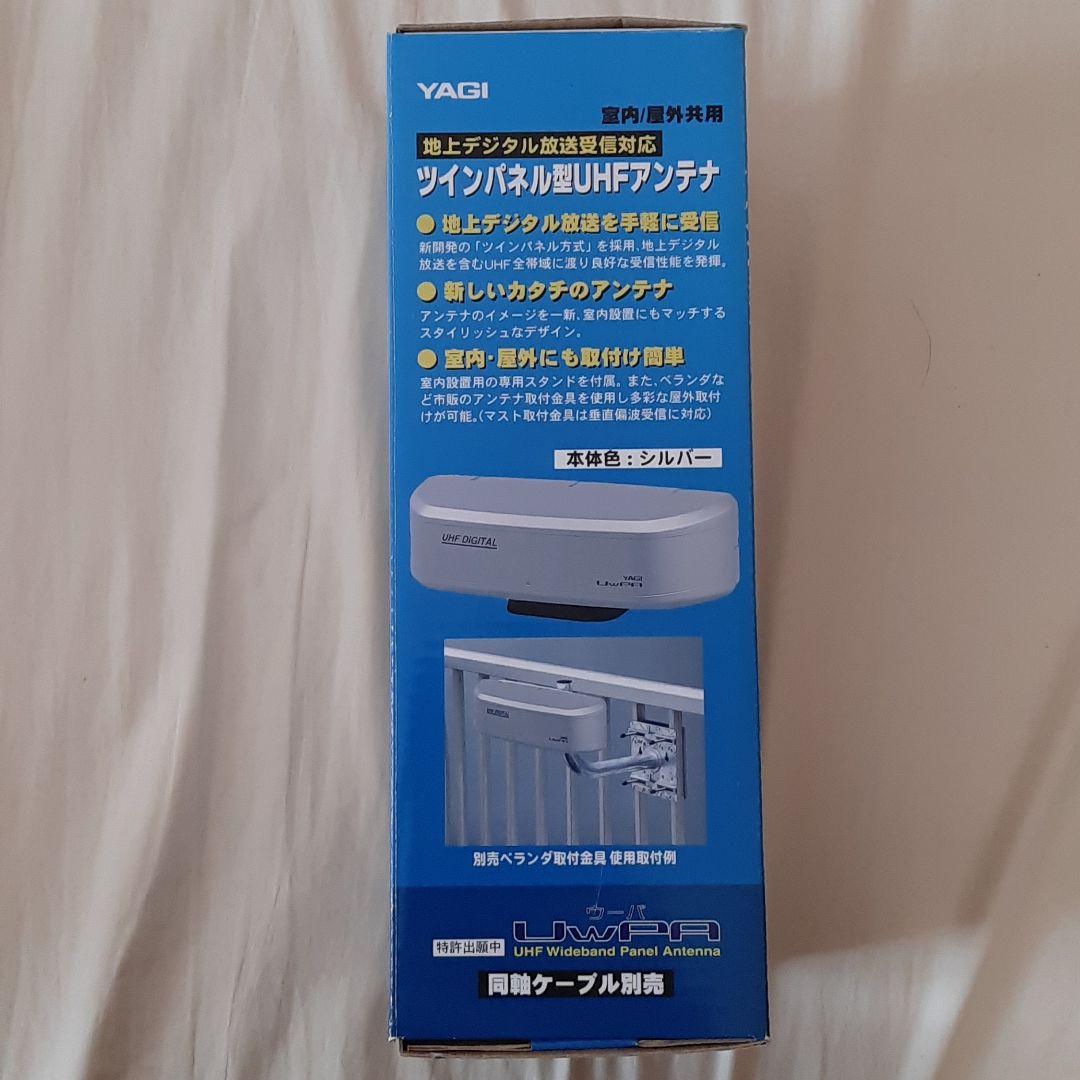 YAGI
室内/屋外共用
地上デジタル放送受信対応
ツインパネル型UHFアンテナ
● 地上デジタル放送を手軽に受信
新開発の「ツインパネル方式」を採用、地上デジタル
放送を含むUHF全帯域に渡り良好な受信性能を発揮。
● 新しいカタチのアンテナ
アンテナのイメージを一新、室内設置にもマッチする
スタイリッシュなデザイン。
● 室内・屋外にも取付け簡単
室内設置用の専用スタンドを付属。また、ベランダな
ど市販のアンテナ取付金具を使用し多彩な屋外取付
けが可能。(マスト取付金具は垂直偏波受信に対応)
本体色：シルバー
UHF DIGITAL
YAGI
UwPA
UHF DIGITAL
YAGI
UwPA
別売ベランダ取付金具 使用取付例
ウーパ
特許出願中 UwPA
UHF Wideband Panel Antenna
同軸ケーブル別売